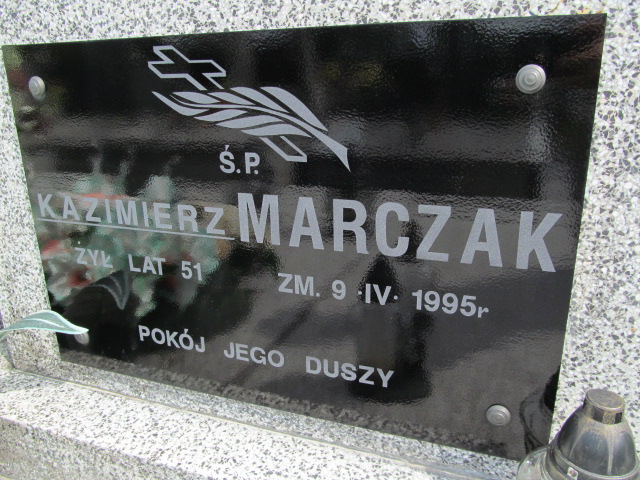 Ś.P.
KAZIMIERZ MARCZAK
ŻYŁ LAT 51 ZM. 9 · IV · 1995r
POKÓJ JEGO DUSZY